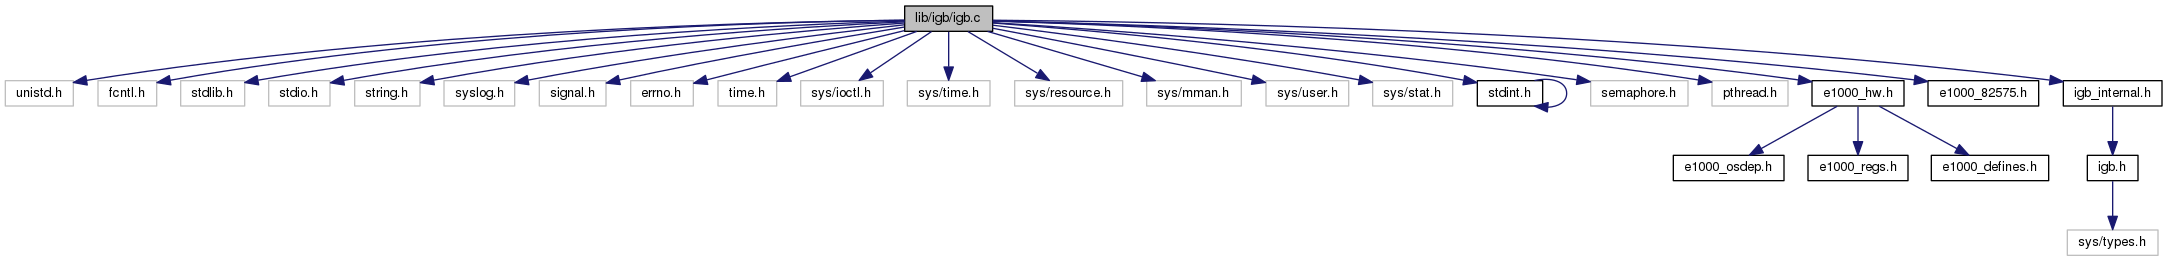 lib/igb/igb.c
unistd.h
fcntl.h
stdlib.h
stdio.h
string.h
syslog.h
signal.h
errno.h
time.h
sys/ioctl.h
sys/time.h
sys/resource.h
sys/mman.h
sys/user.h
sys/stat.h
stdint.h
semaphore.h
pthread.h
e1000_hw.h
e1000_82575.h
igb_internal.h
e1000_osdep.h
e1000_regs.h
e1000_defines.h
igb.h
sys/types.h